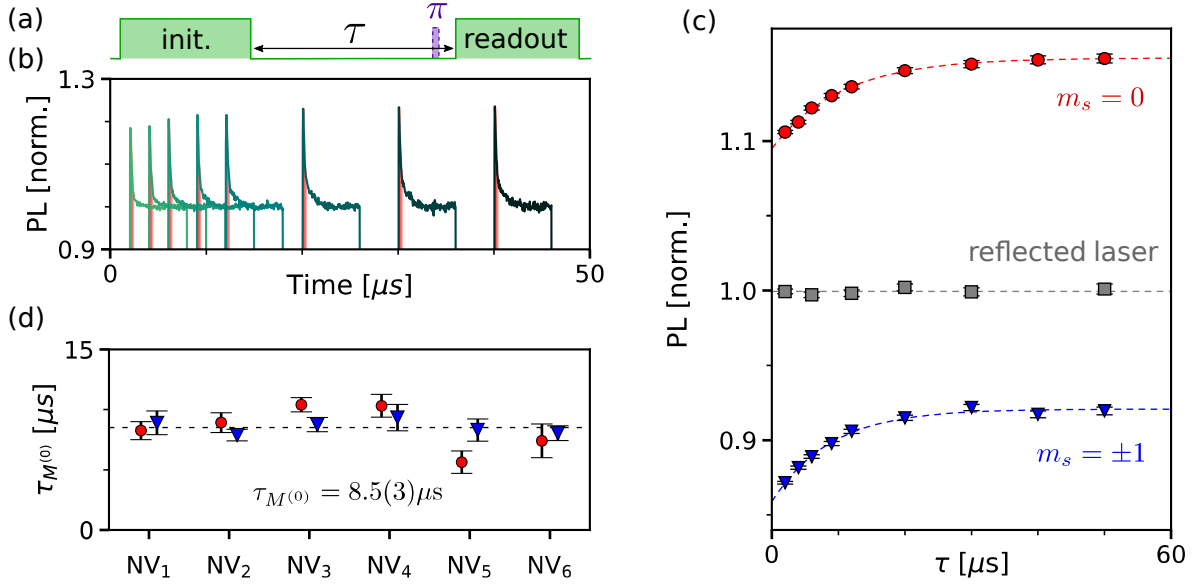 (a)
init.
τ
π
readout
(b)
1.3
PL [norm.]
0.9
0
Time [μs]
50
(c)
PL [norm.]
1.1
1.0
0.9
m_s = 0
reflected laser
m_s = ±1
0
τ [μs]
60
(d)
15
τ_{M^{(0)}} [μs]
0
τ_{M^{(0)}} = 8.5(3)μs
NV₁ NV₂ NV₃ NV₄ NV₅ NV₆